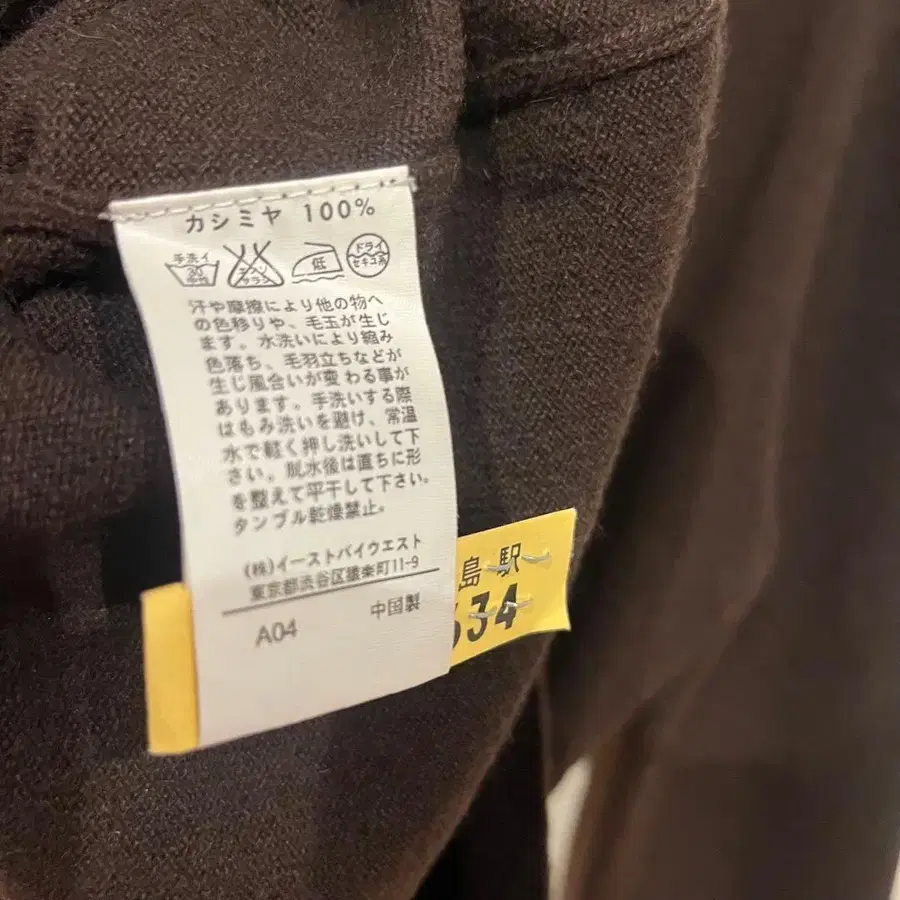 カシミヤ 100%
手洗イ
30
中性
エンソ
サラシ
低
ドライ
セキユ系
汗や摩擦により他の物へ
の色移りや、毛玉が生じ
ます。水洗いにより縮み
色落ち、毛羽立ちなどが
生じ風合いが変わる事が
あります。手洗いする際
はもみ洗いを避け、常温
水で軽く押し洗いして下
さい。脱水後は直ちに形
を整えて平干して下さい。
タンブル乾燥禁止。
(株)イーストバイウエスト
東京都渋谷区猿楽町11-9
A04 中国製
島駅
634